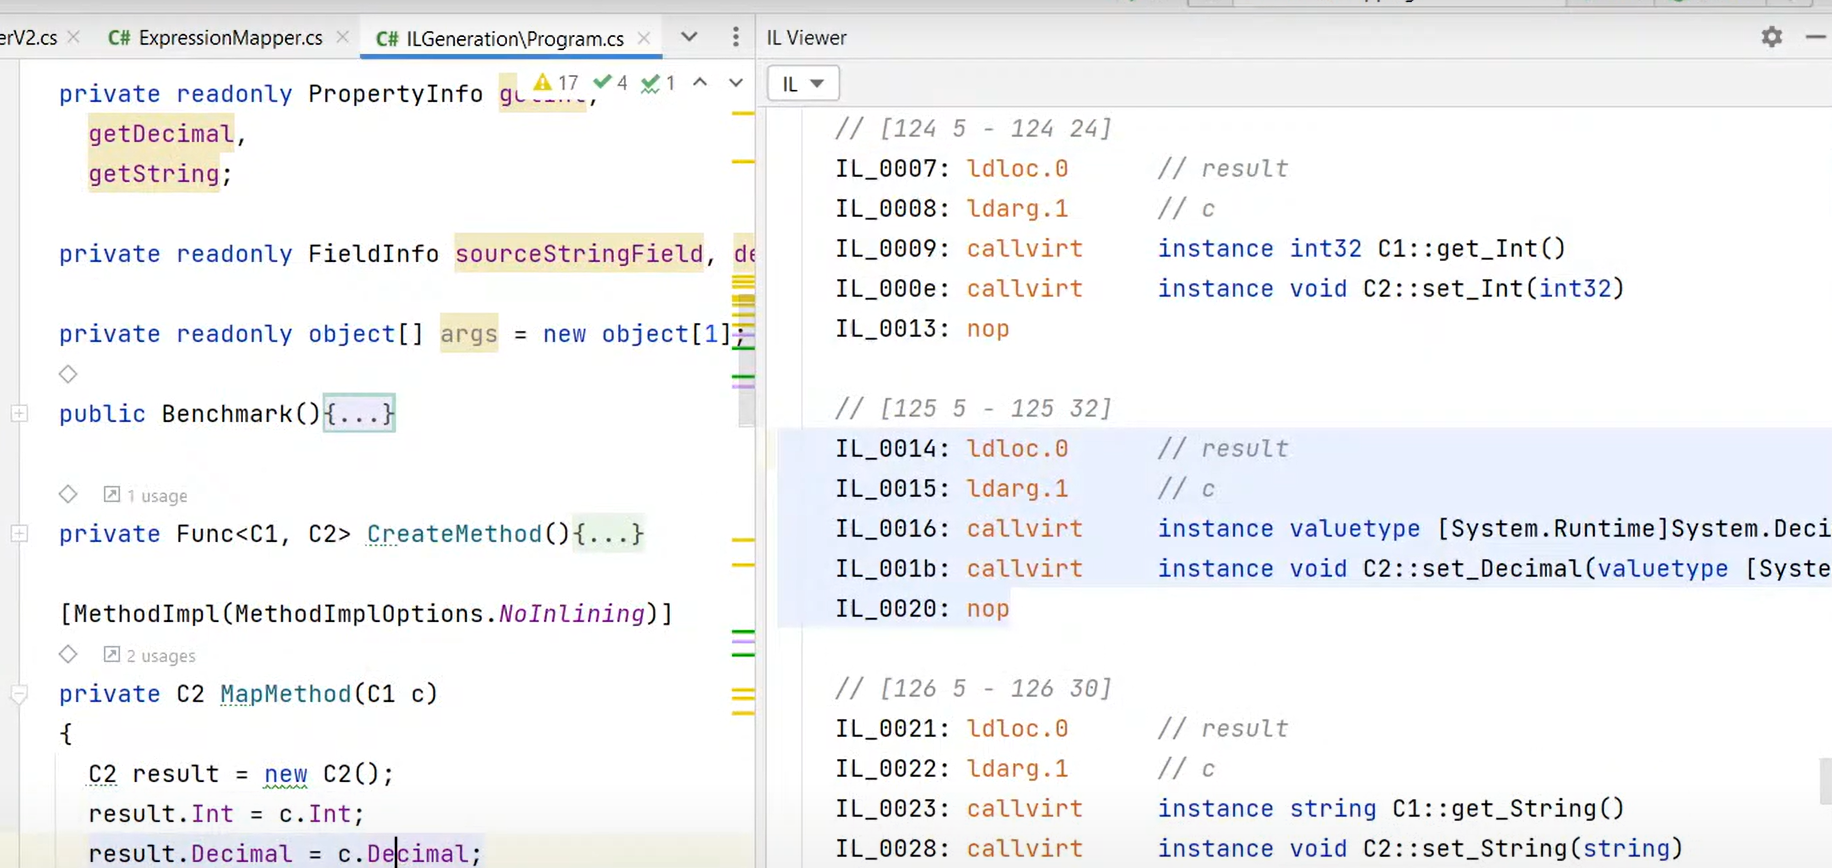 erV2.cs
C# ExpressionMapper.cs
C# ILGeneration\Program.cs
IL Viewer
17 4 1
IL
private readonly PropertyInfo
getDecimal,
getString;
private readonly FieldInfo sourceStringField, de
private readonly object[] args = new object[1];
public Benchmark(){...}
1 usage
private Func<C1, C2> CreateMethod(){...}
[MethodImpl(MethodImplOptions.NoInlining)]
2 usages
private C2 MapMethod(C1 c)
{
C2 result = new C2();
result.Int = c.Int;
result.Decimal = c.Decimal;
// [124 5 - 124 24]
IL_0007: ldloc.0 // result
IL_0008: ldarg.1 // c
IL_0009: callvirt instance int32 C1::get_Int()
IL_000e: callvirt instance void C2::set_Int(int32)
IL_0013: nop
// [125 5 - 125 32]
IL_0014: ldloc.0 // result
IL_0015: ldarg.1 // c
IL_0016: callvirt instance valuetype [System.Runtime]System.Deci
IL_001b: callvirt instance void C2::set_Decimal(valuetype [Syste
IL_0020: nop
// [126 5 - 126 30]
IL_0021: ldloc.0 // result
IL_0022: ldarg.1 // c
IL_0023: callvirt instance string C1::get_String()
IL_0028: callvirt instance void C2::set_String(string)